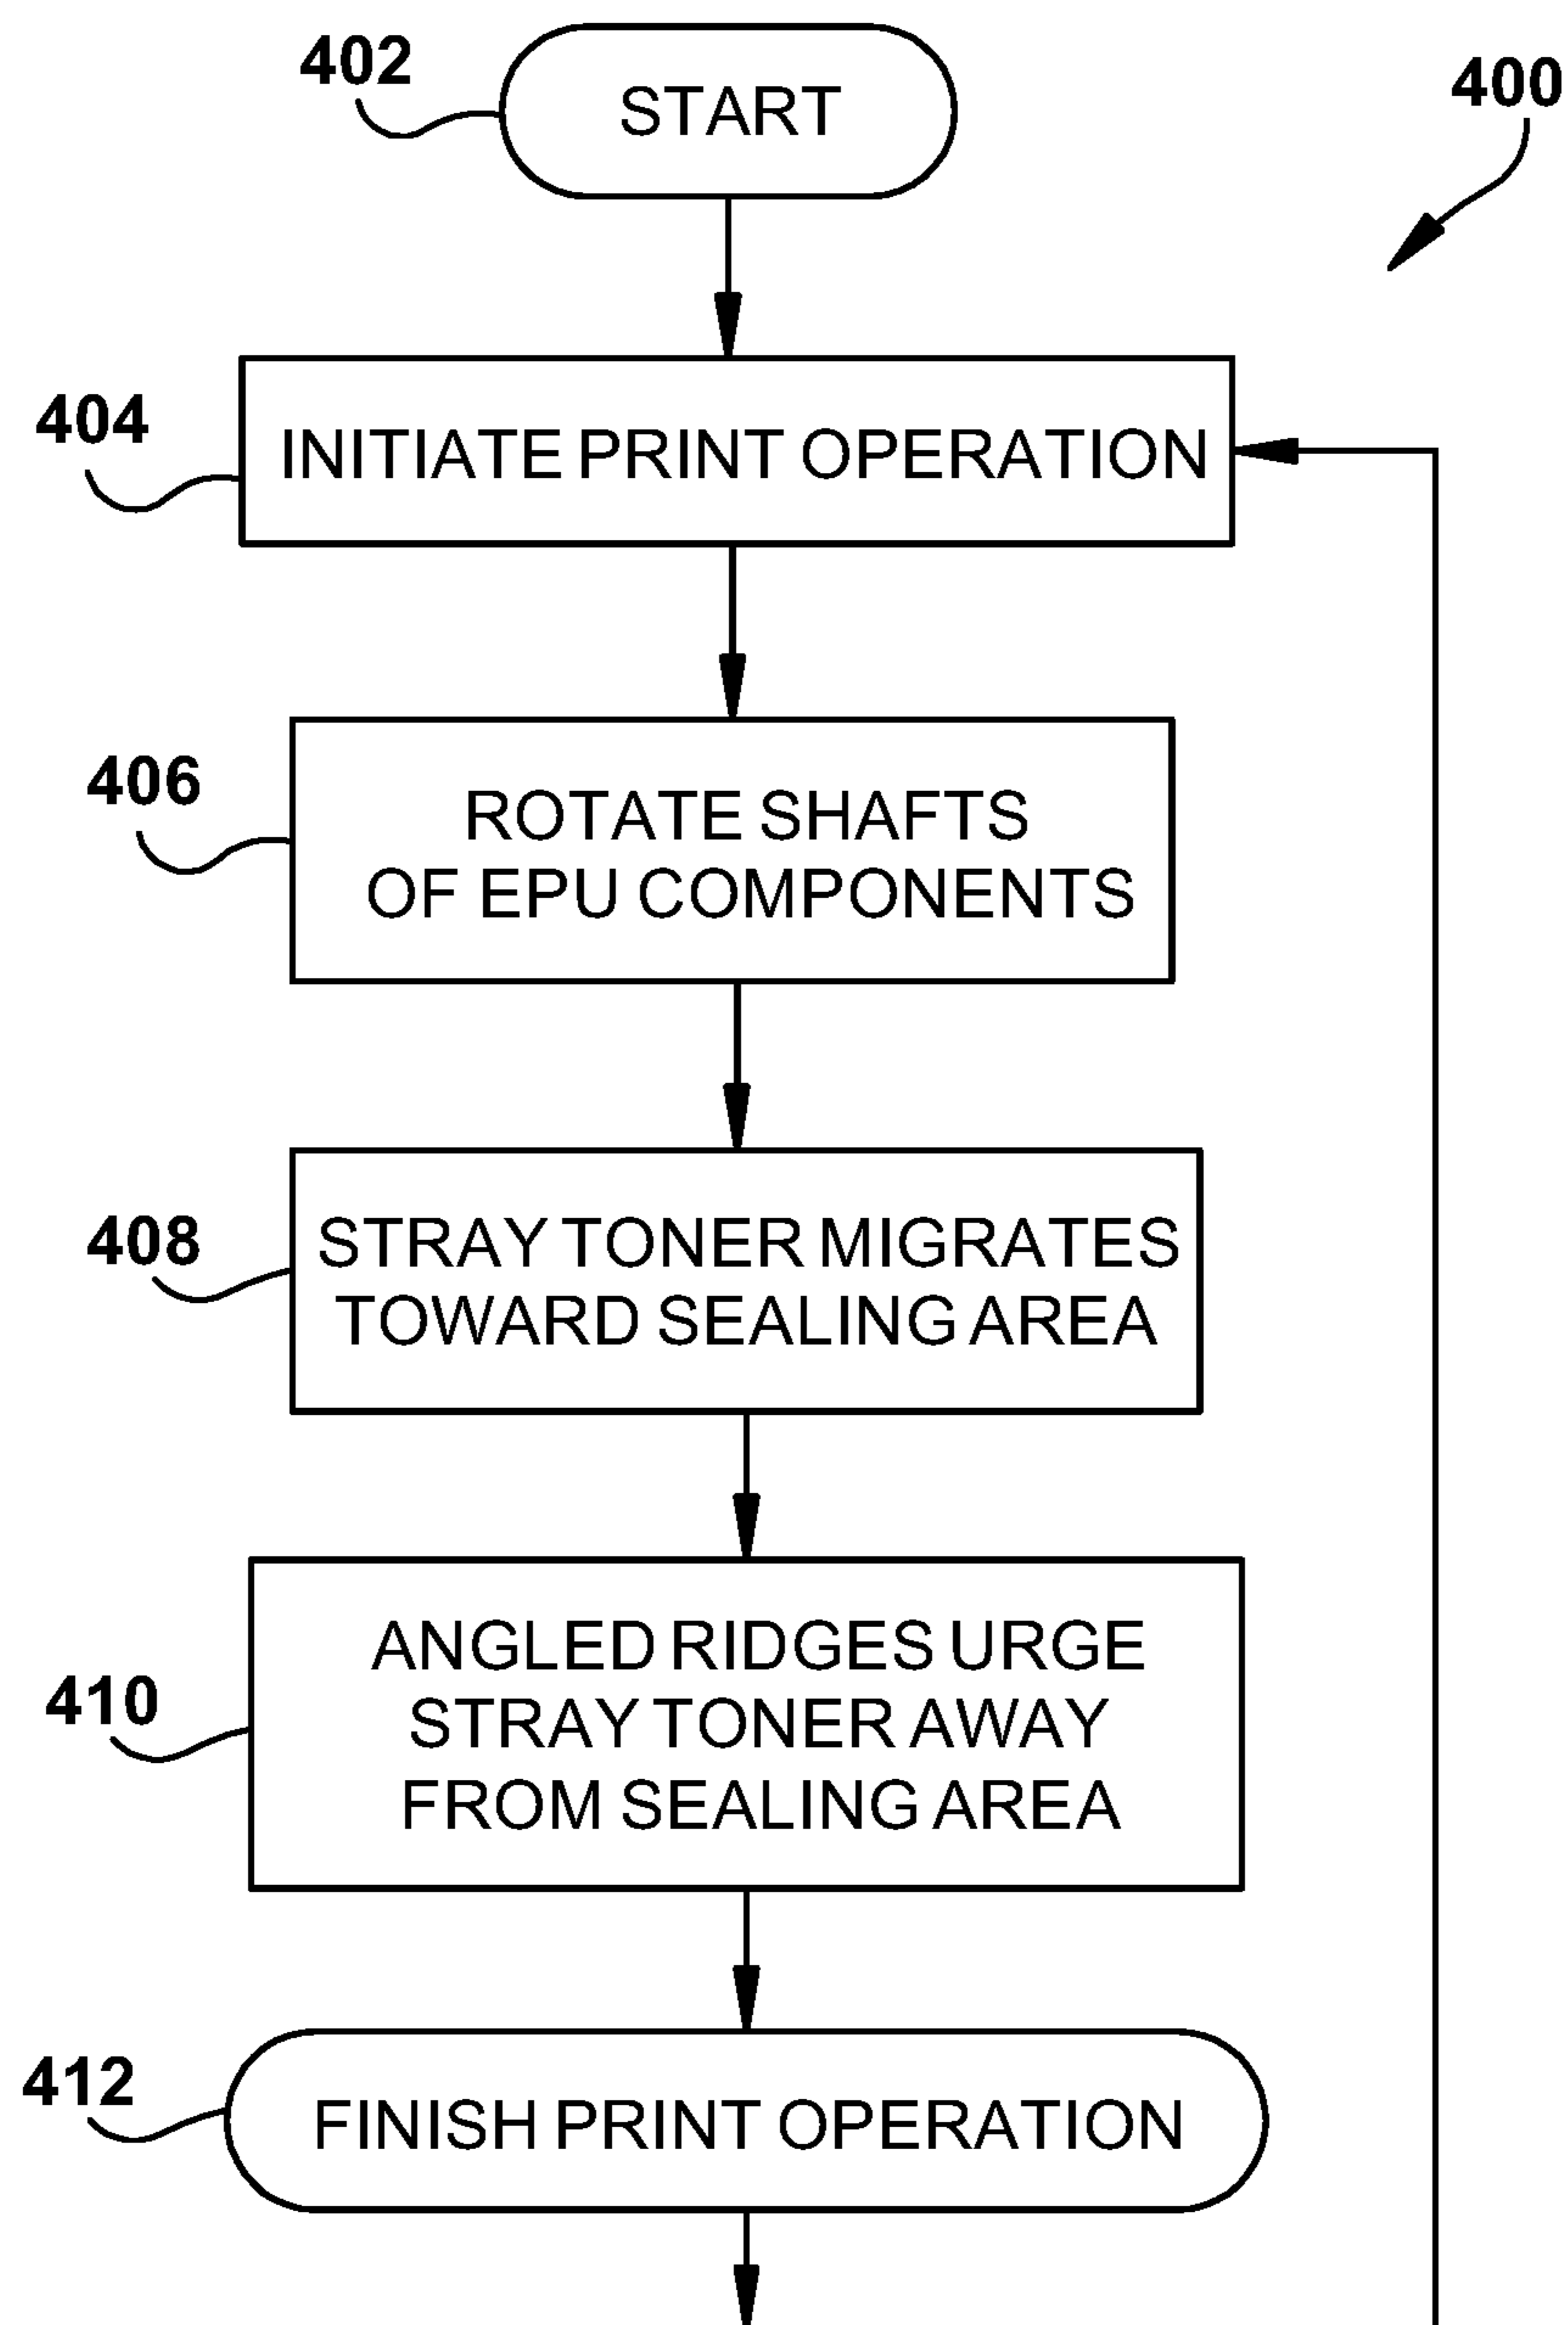 402
START
400
404
INITIATE PRINT OPERATION
406
ROTATE SHAFTS
OF EPU COMPONENTS
408
STRAY TONER MIGRATES
TOWARD SEALING AREA
410
ANGLED RIDGES URGE
STRAY TONER AWAY
FROM SEALING AREA
412
FINISH PRINT OPERATION